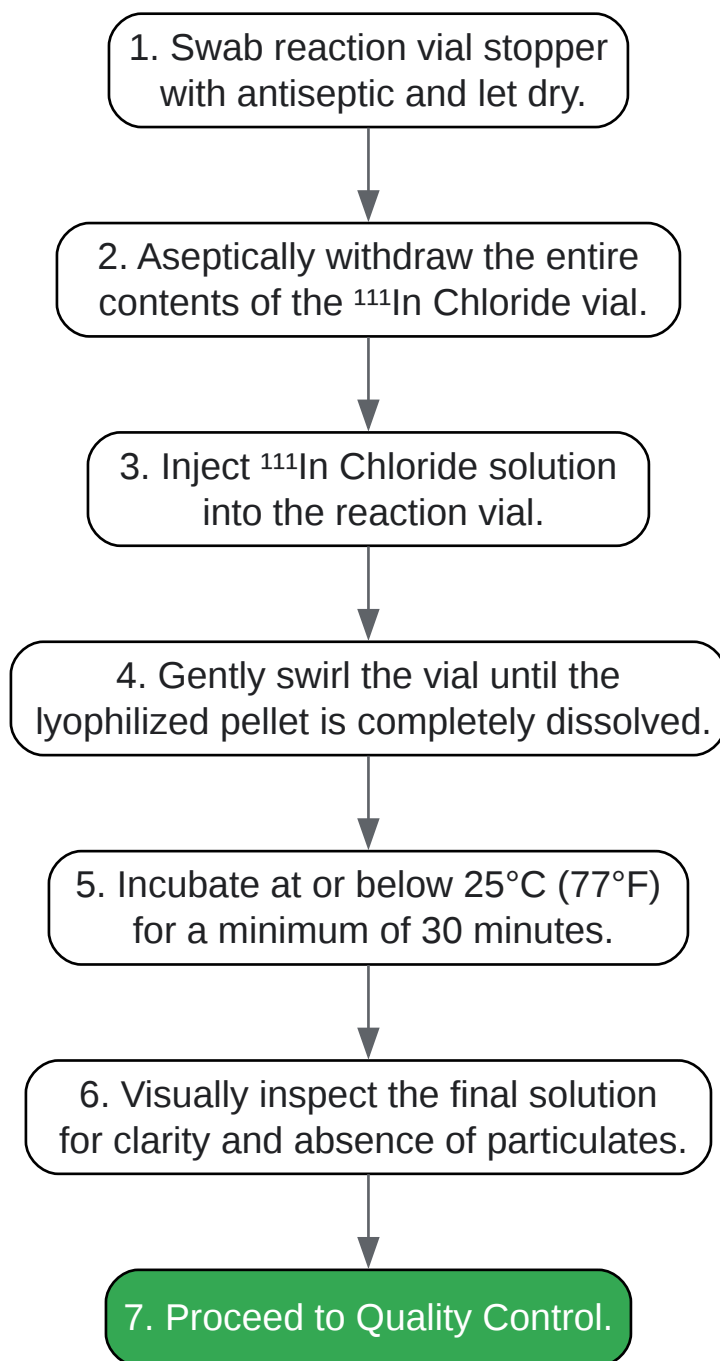 1. Swab reaction vial stopper
with antiseptic and let dry.
2. Aseptically withdraw the entire
contents of the ¹¹¹In Chloride vial.
3. Inject ¹¹¹In Chloride solution
into the reaction vial.
4. Gently swirl the vial until the
lyophilized pellet is completely dissolved.
5. Incubate at or below 25°C (77°F)
for a minimum of 30 minutes.
6. Visually inspect the final solution
for clarity and absence of particulates.
7. Proceed to Quality Control.